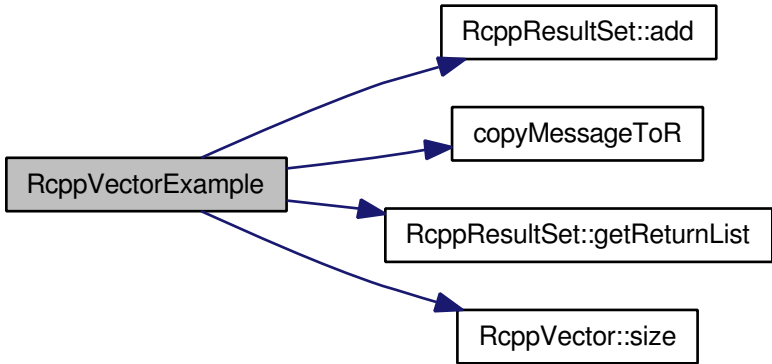 RcppResultSet::add
copyMessageToR
RcppVectorExample
RcppResultSet::getReturnList
RcppVector::size